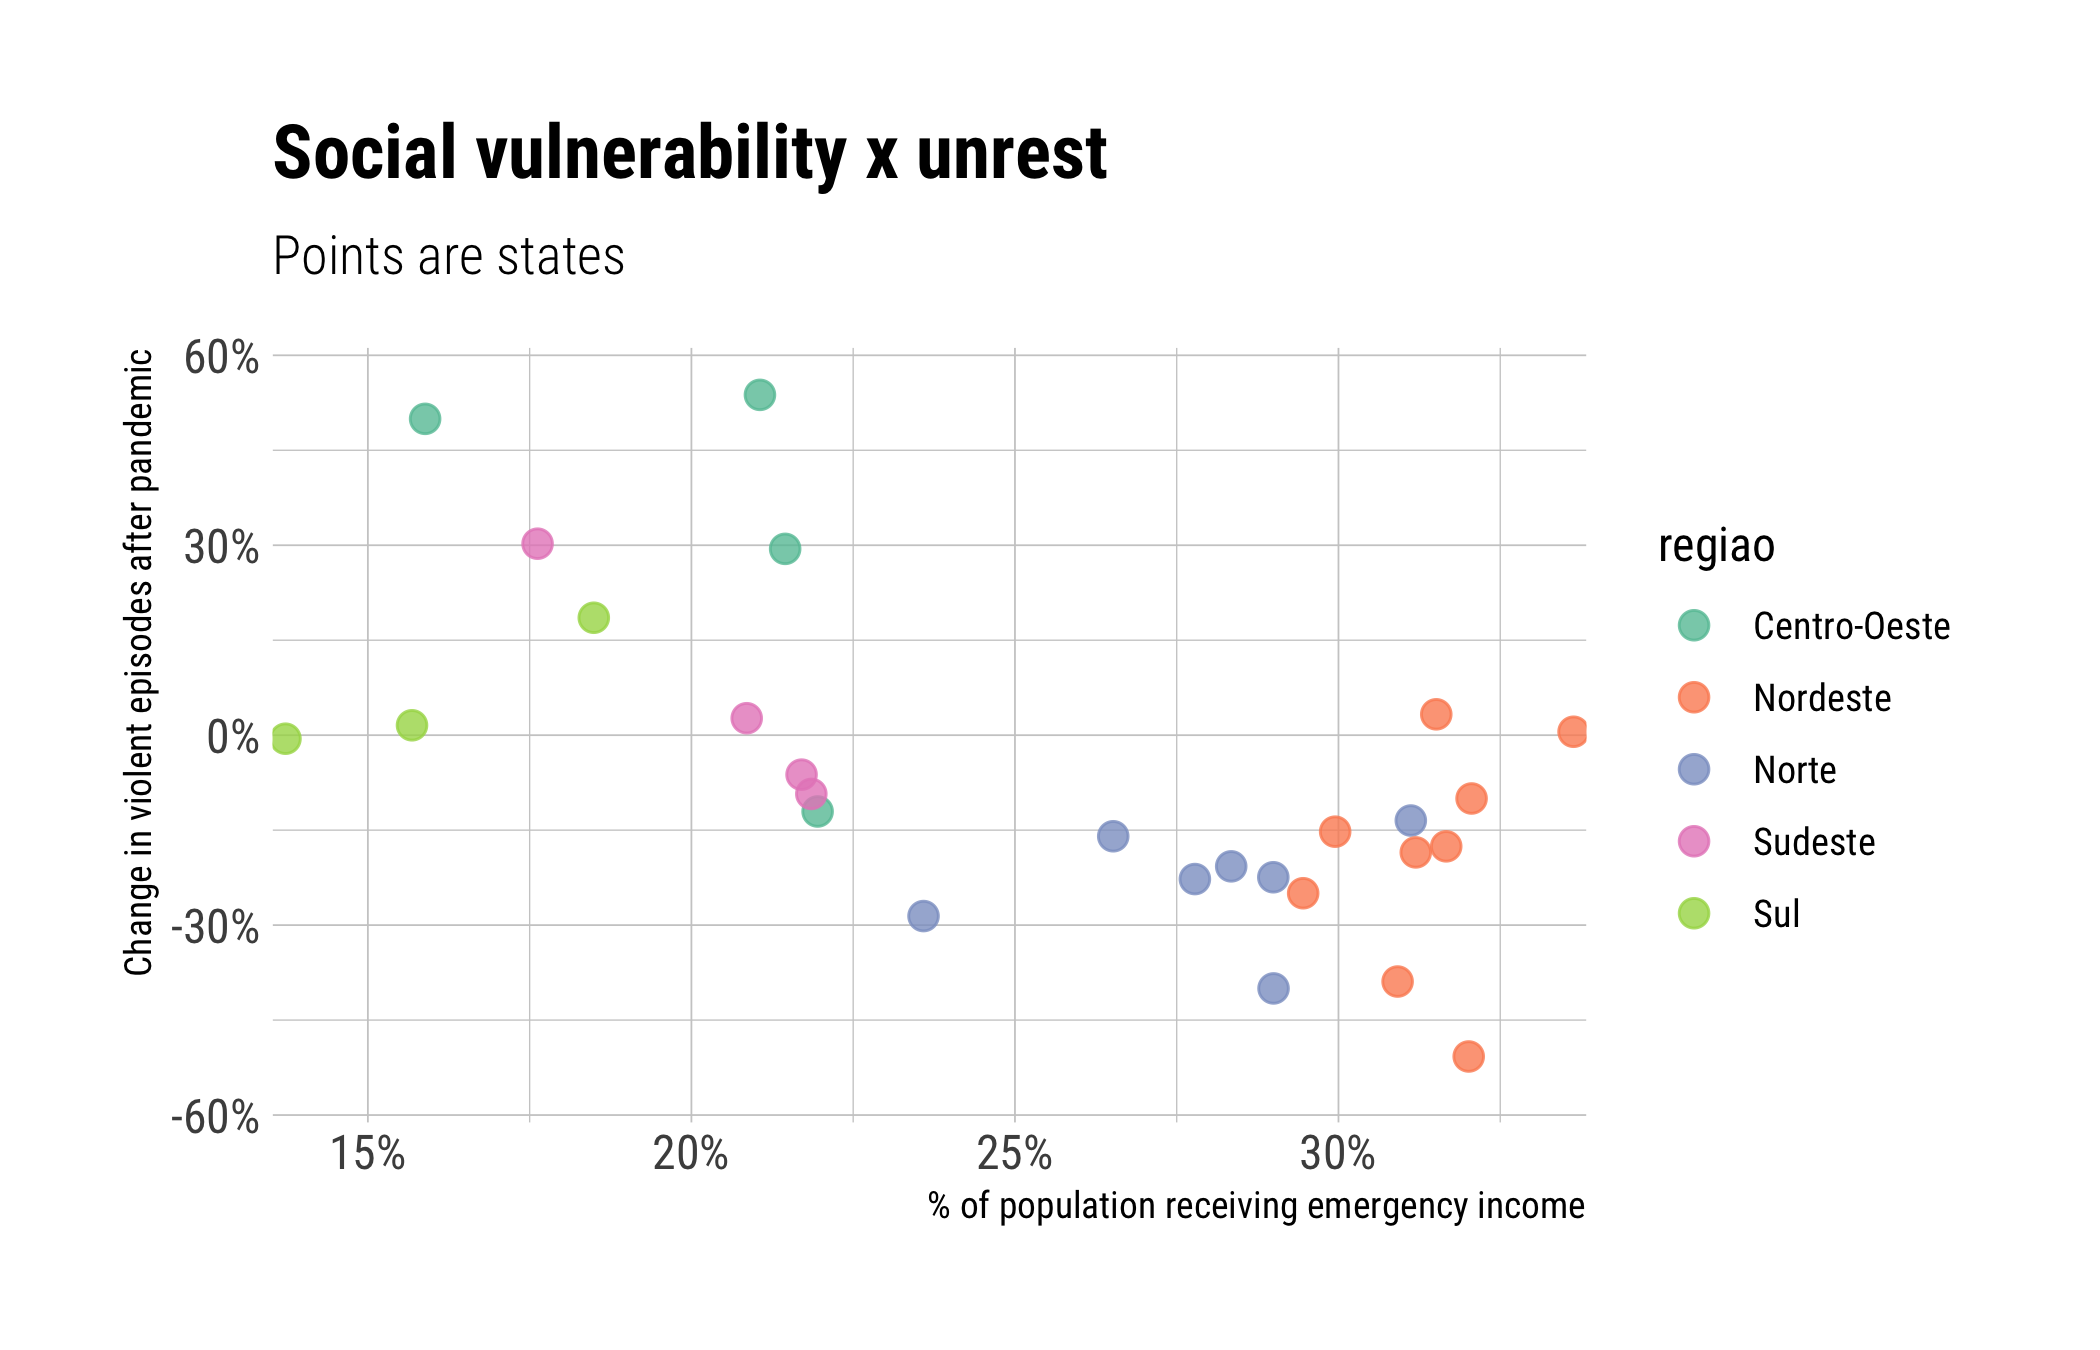 Social vulnerability x unrest
Points are states
Change in violent episodes after pandemic
60%
30%
0%
-30%
-60%
15%
20%
25%
30%
% of population receiving emergency income
regiao
Centro-Oeste
Nordeste
Norte
Sudeste
Sul